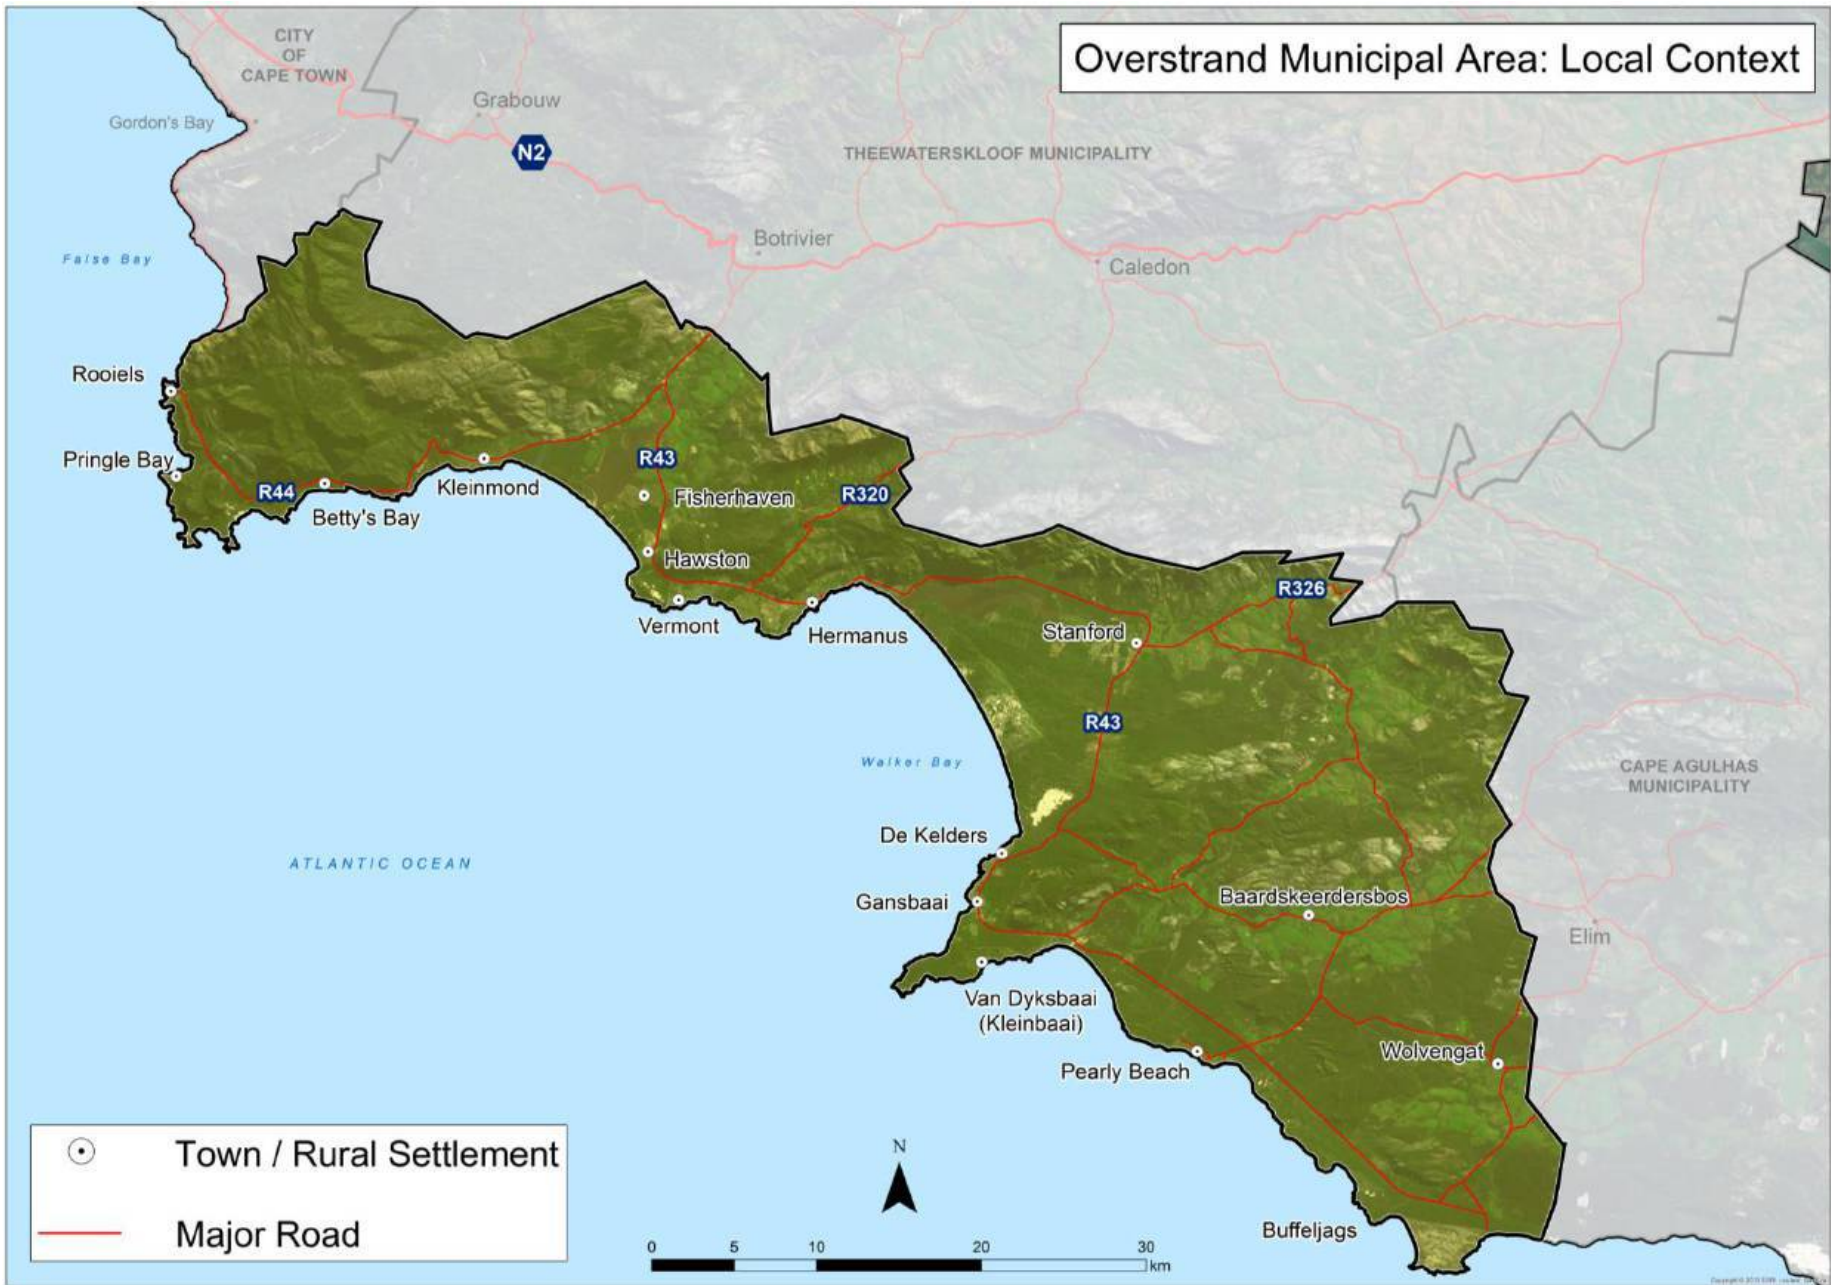 Overstrand Municipal Area: Local Context
CITY
OF
CAPE TOWN
Grabouw
Gordon's Bay
N2
THEEWATERSKLOOF MUNICIPALITY
Botrivier
False Bay
Caledon
Rooiels
Pringle Bay
R44
Betty's Bay
Kleinmond
R43
Fisherhaven
R320
Hawston
Vermont
Hermanus
R326
Stanford
R43
Walker Bay
CAPE AGULHAS
MUNICIPALITY
De Kelders
ATLANTIC OCEAN
Gansbaai
Baardskeerdersbos
Elim
Van Dyksbaai
(Kleinbaai)
Wolvengat
Pearly Beach
Buffeljags
Town / Rural Settlement
Major Road
N
0 5 10 20 30
km